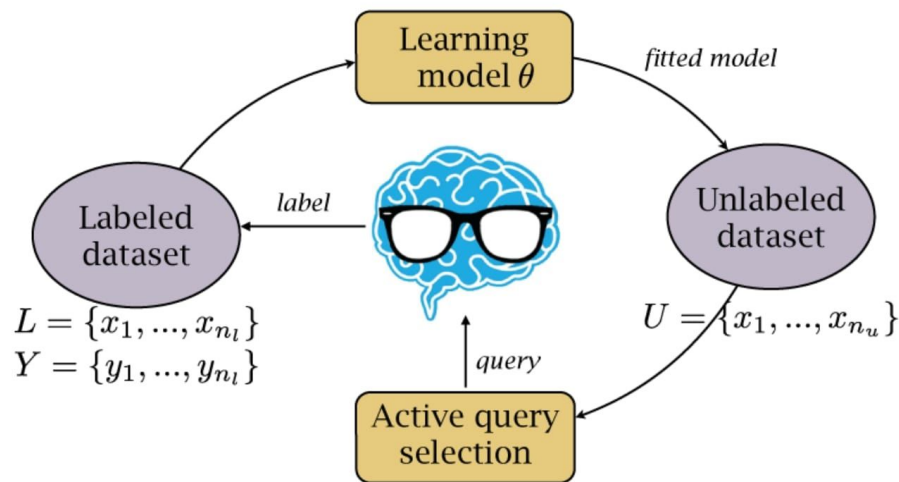 Learning
model θ
fitted model
label
Labeled
dataset
Unlabeled
dataset
L = {x_1, ..., x_{n_l}}
Y = {y_1, ..., y_{n_l}}
U = {x_1, ..., x_{n_u}}
query
Active query
selection